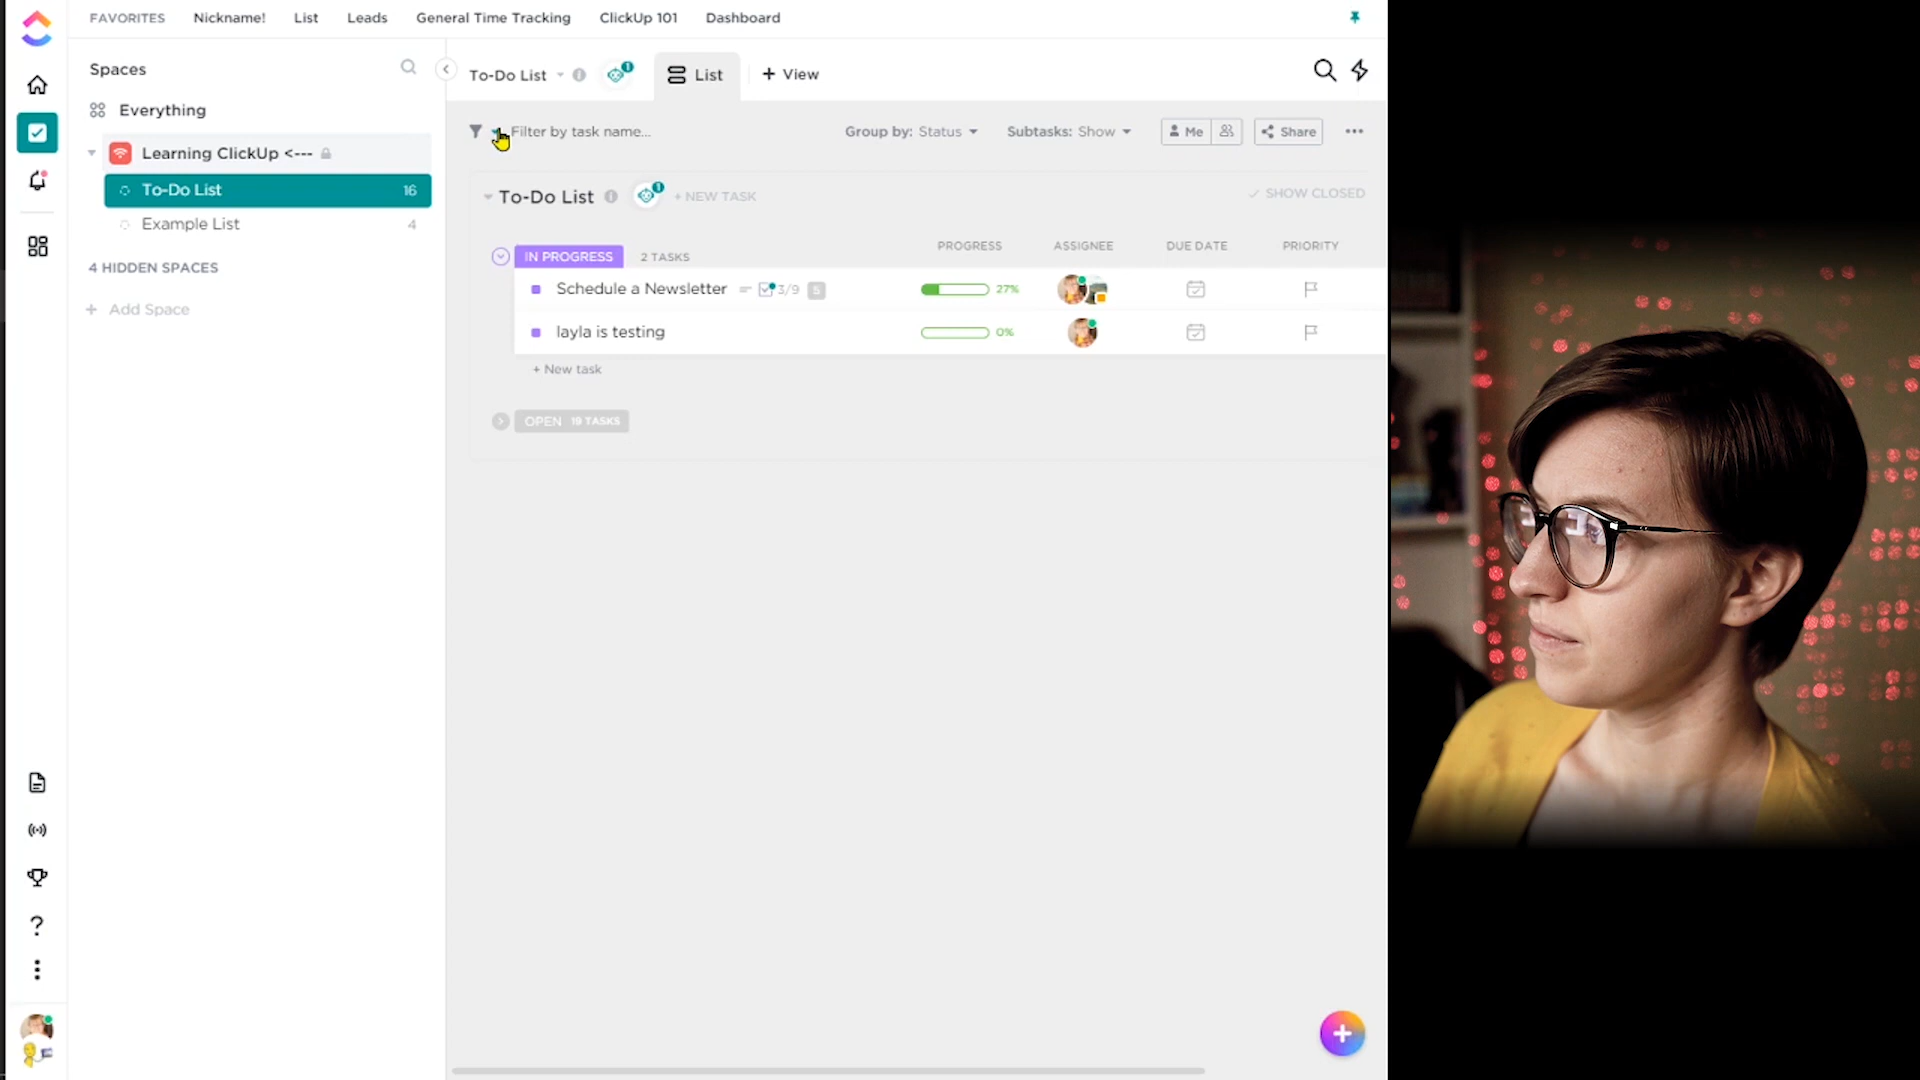 FAVORITES Nickname! List Leads General Time Tracking ClickUp 101 Dashboard
Spaces
Everything
Learning ClickUp <---
To-Do List 16
Example List 4
4 HIDDEN SPACES
+ Add Space
To-Do List List + View
Filter by task name... Group by: Status Subtasks: Show Me Share
To-Do List 1 + NEW TASK SHOW CLOSED
IN PROGRESS 2 TASKS PROGRESS ASSIGNEE DUE DATE PRIORITY
Schedule a Newsletter 3/9 5 27%
layla is testing 0%
+ New task
OPEN 19 TASKS